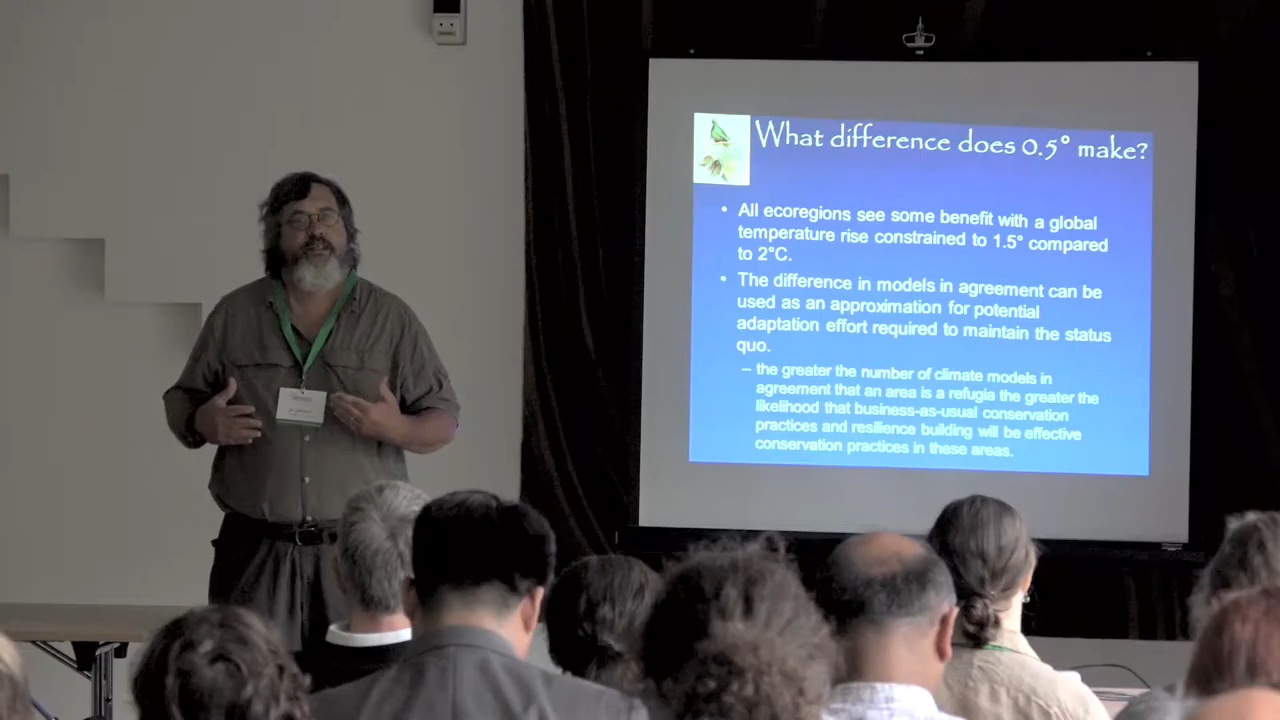 What difference does 0.5° make?
• All ecoregions see some benefit with a global
temperature rise constrained to 1.5° compared
to 2°C.
• The difference in models in agreement can be
used as an approximation for potential
adaptation effort required to maintain the status
quo.
– the greater the number of climate models in
agreement that an area is a refugia the greater the
likelihood that business-as-usual conservation
practices and resilience building will be effective
conservation practices in these areas.